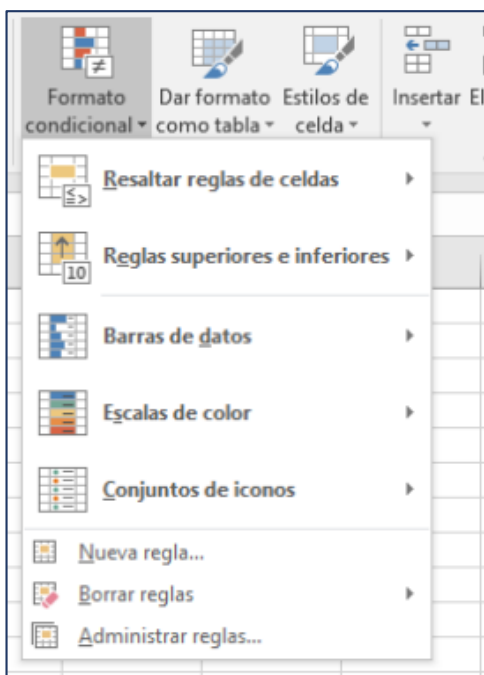 Formato condicional
Dar formato como tabla
Estilos de celda
Insertar
El
Resaltar reglas de celdas
Reglas superiores e inferiores
10
Barras de datos
Escalas de color
Conjuntos de iconos
Nueva regla...
Borrar reglas
Administrar reglas...